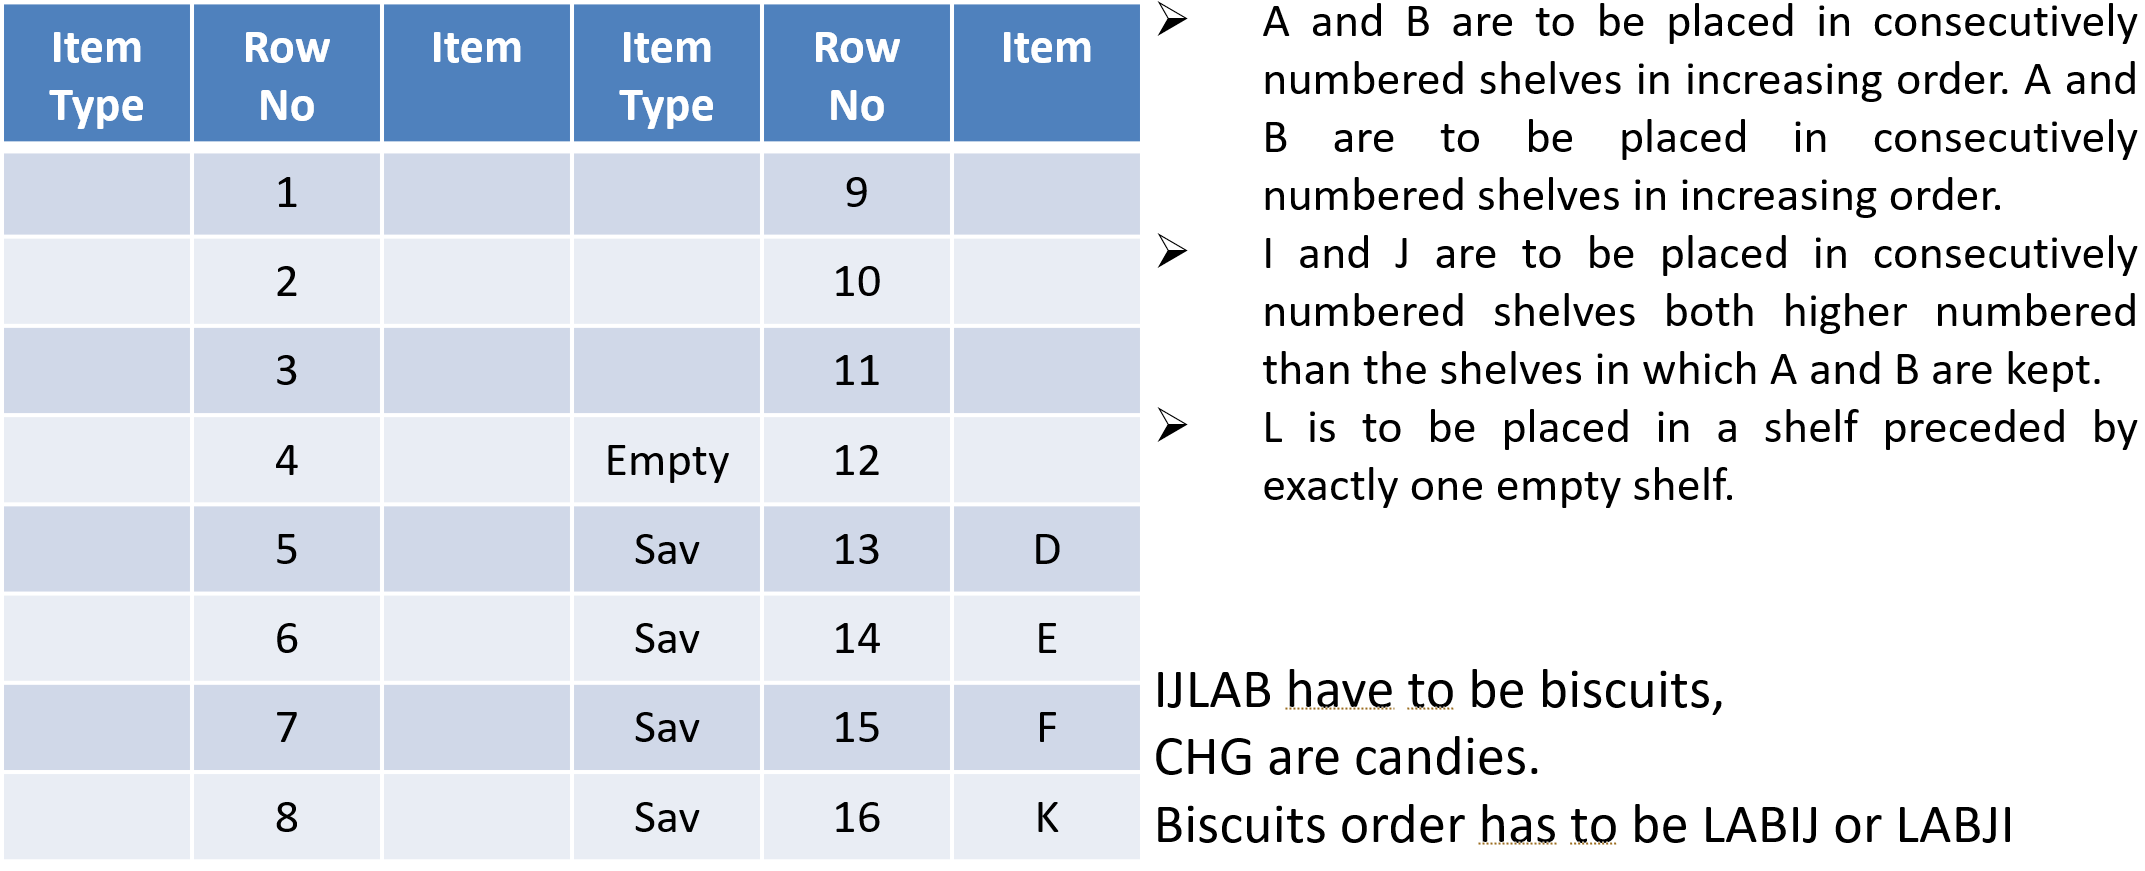 Item Type Row No Item Item Type Row No Item
1 9
2 10
3 11
4 Empty 12
5 Sav 13 D
6 Sav 14 E
7 Sav 15 F
8 Sav 16 K
➢ A and B are to be placed in consecutively
numbered shelves in increasing order. A and
B are to be placed in consecutively
numbered shelves in increasing order.
➢ I and J are to be placed in consecutively
numbered shelves both higher numbered
than the shelves in which A and B are kept.
➢ L is to be placed in a shelf preceded by
exactly one empty shelf.
IJLAB have to be biscuits,
CHG are candies.
Biscuits order has to be LABIJ or LABJI